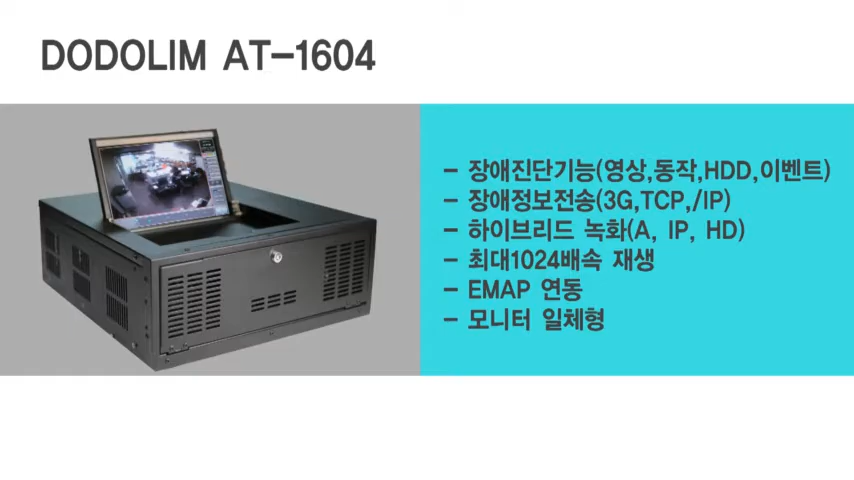 DODOLIM AT-1604
- 장애진단기능(영상,동작,HDD,이벤트)
- 장애정보전송(3G,TCP,/IP)
- 하이브리드 녹화(A, IP, HD)
- 최대1024배속 재생
- EMAP 연동
- 모니터 일체형